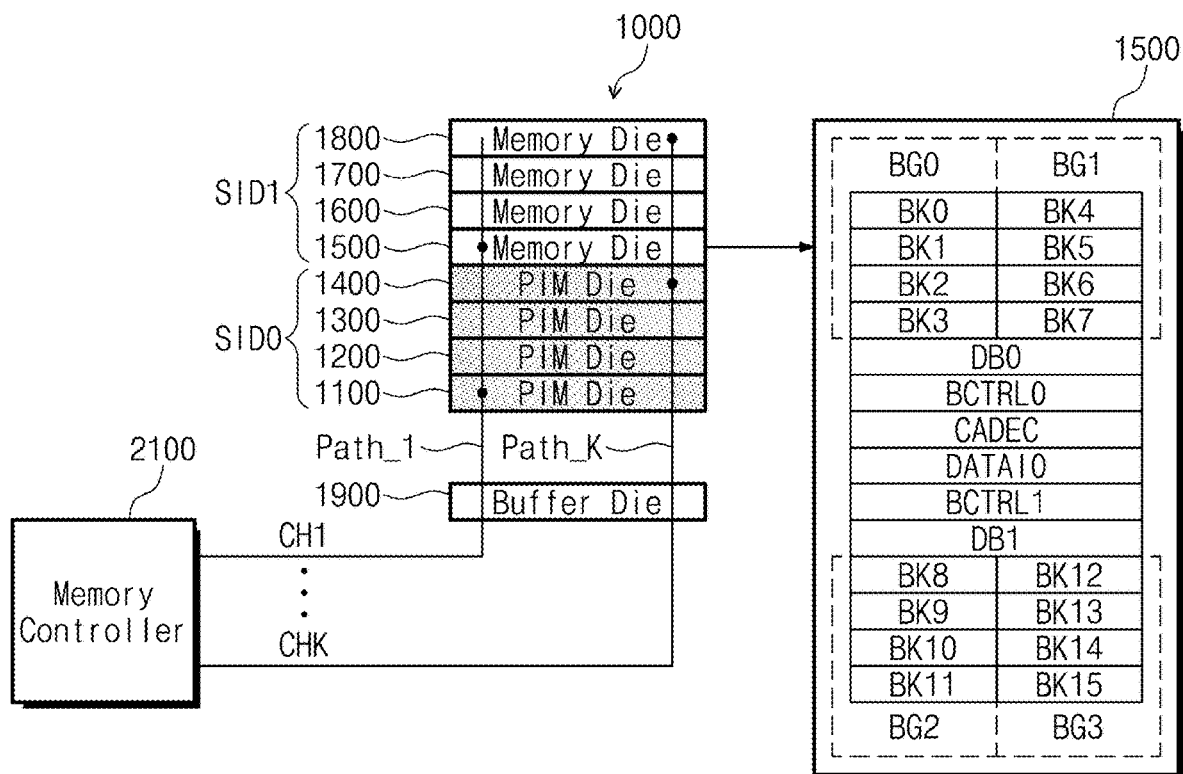 1000
1500
1800 Memory Die
1700 Memory Die
1600 Memory Die
1500 Memory Die
SID1
1400 PIM Die
1300 PIM Die
1200 PIM Die
1100 PIM Die
SID0
Path_1 Path_K
1900 Buffer Die
2100
Memory
Controller
CH1
CHK
BG0 BG1
BK0 BK4
BK1 BK5
BK2 BK6
BK3 BK7
DB0
BCTRL0
CADEC
DATAIO
BCTRL1
DB1
BK8 BK12
BK9 BK13
BK10 BK14
BK11 BK15
BG2 BG3